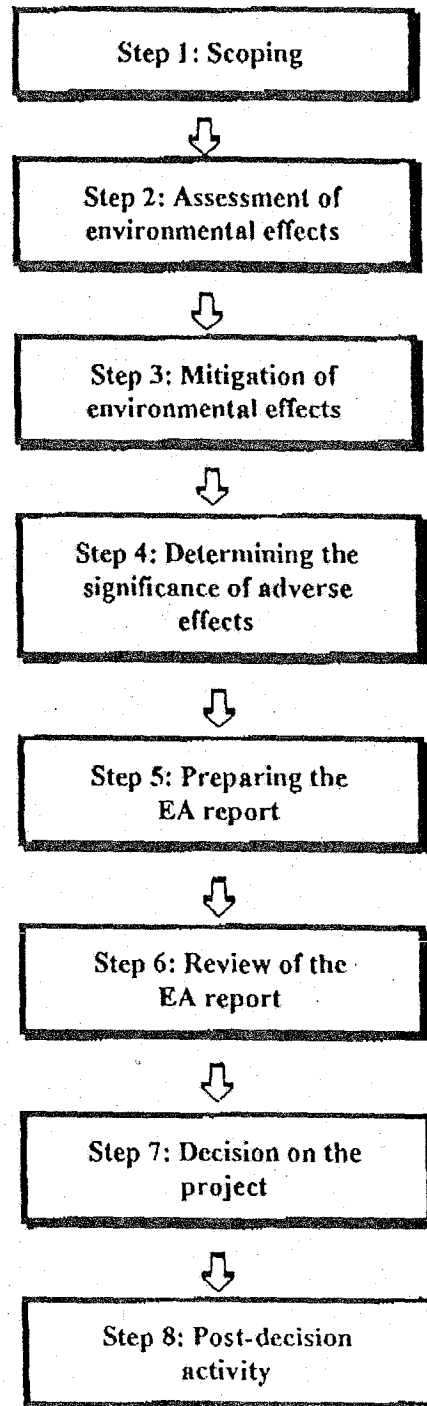 Step 1: Scoping
Step 2: Assessment of
environmental effects
Step 3: Mitigation of
environmental effects
Step 4: Determining the
significance of adverse
effects
Step 5: Preparing the
EA report
Step 6: Review of the
EA report
Step 7: Decision on the
project
Step 8: Post-decision
activity